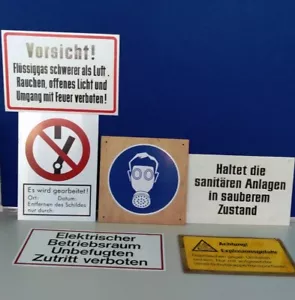 Vorsicht!
Flüssiggas schwerer als Luft.
Rauchen, offenes Licht und
Umgang mit Feuer verboten!
Es wird gearbeitet!
Ort: Datum:
Entfernen des Schildes
nur durch:
Haltet die
sanitären Anlagen
in sauberem
Zustand
Elektrischer
Betriebsraum
Unbefugten
Zutritt verboten
Achtung!
Explosionsgefahr